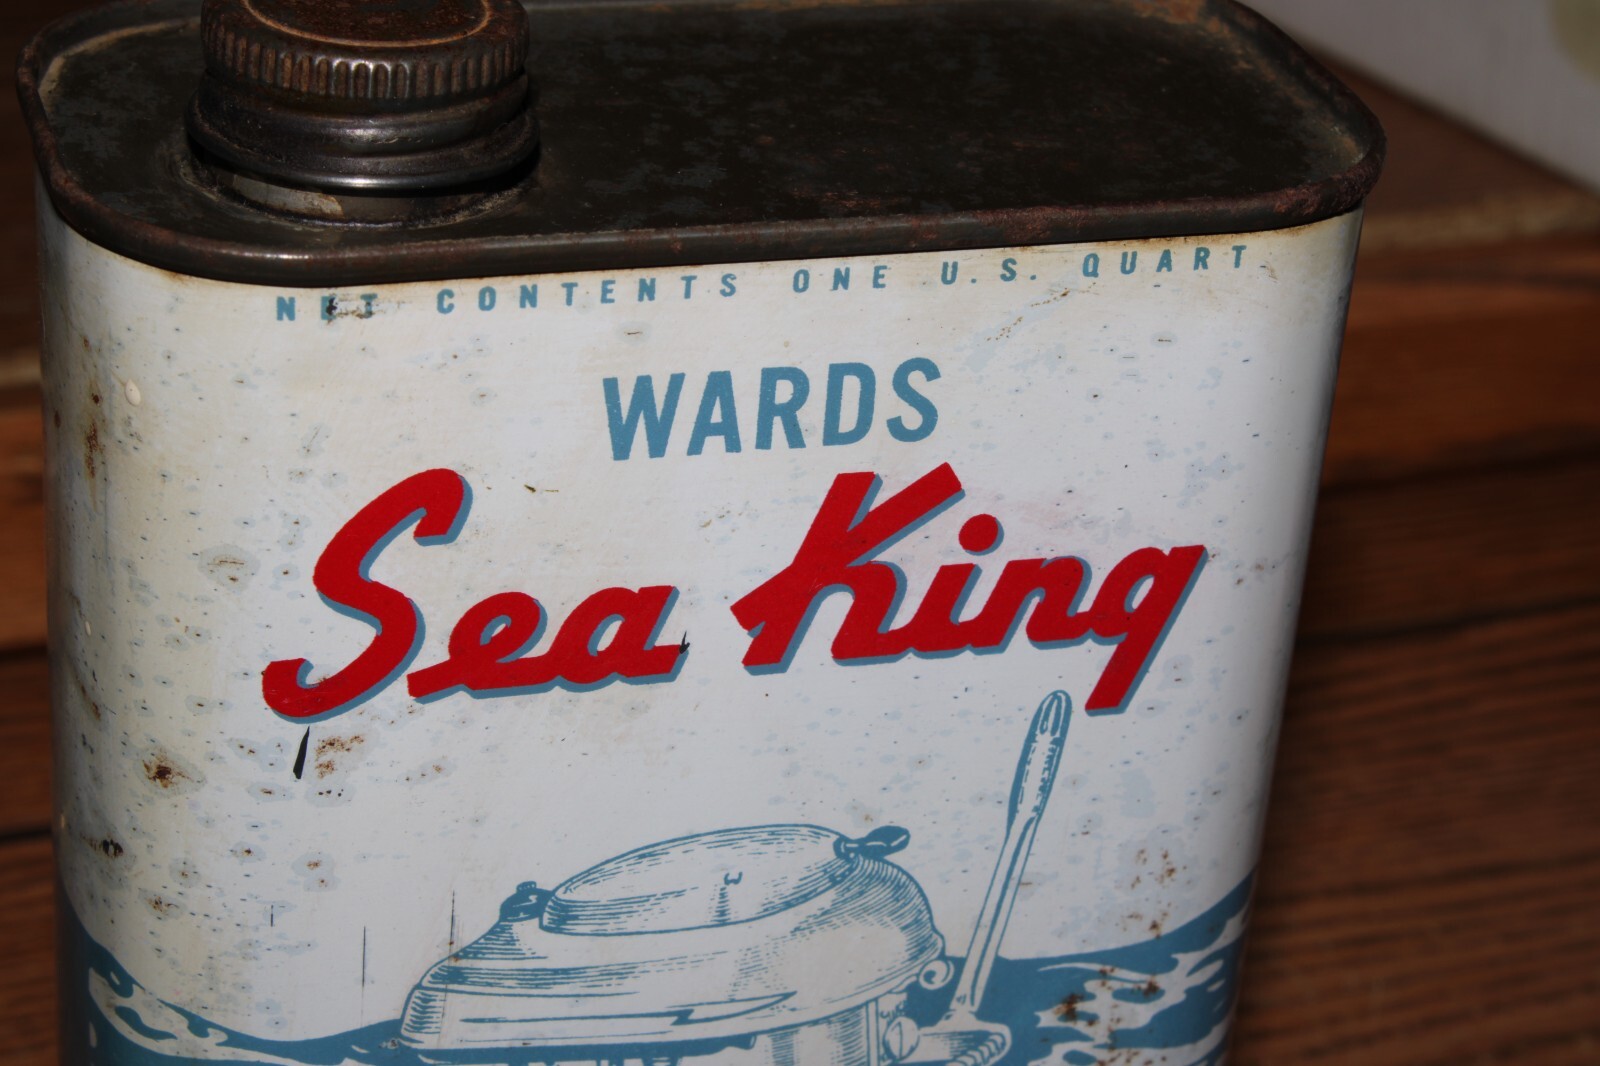 NET CONTENTS ONE U.S. QUART
WARDS
Sea King